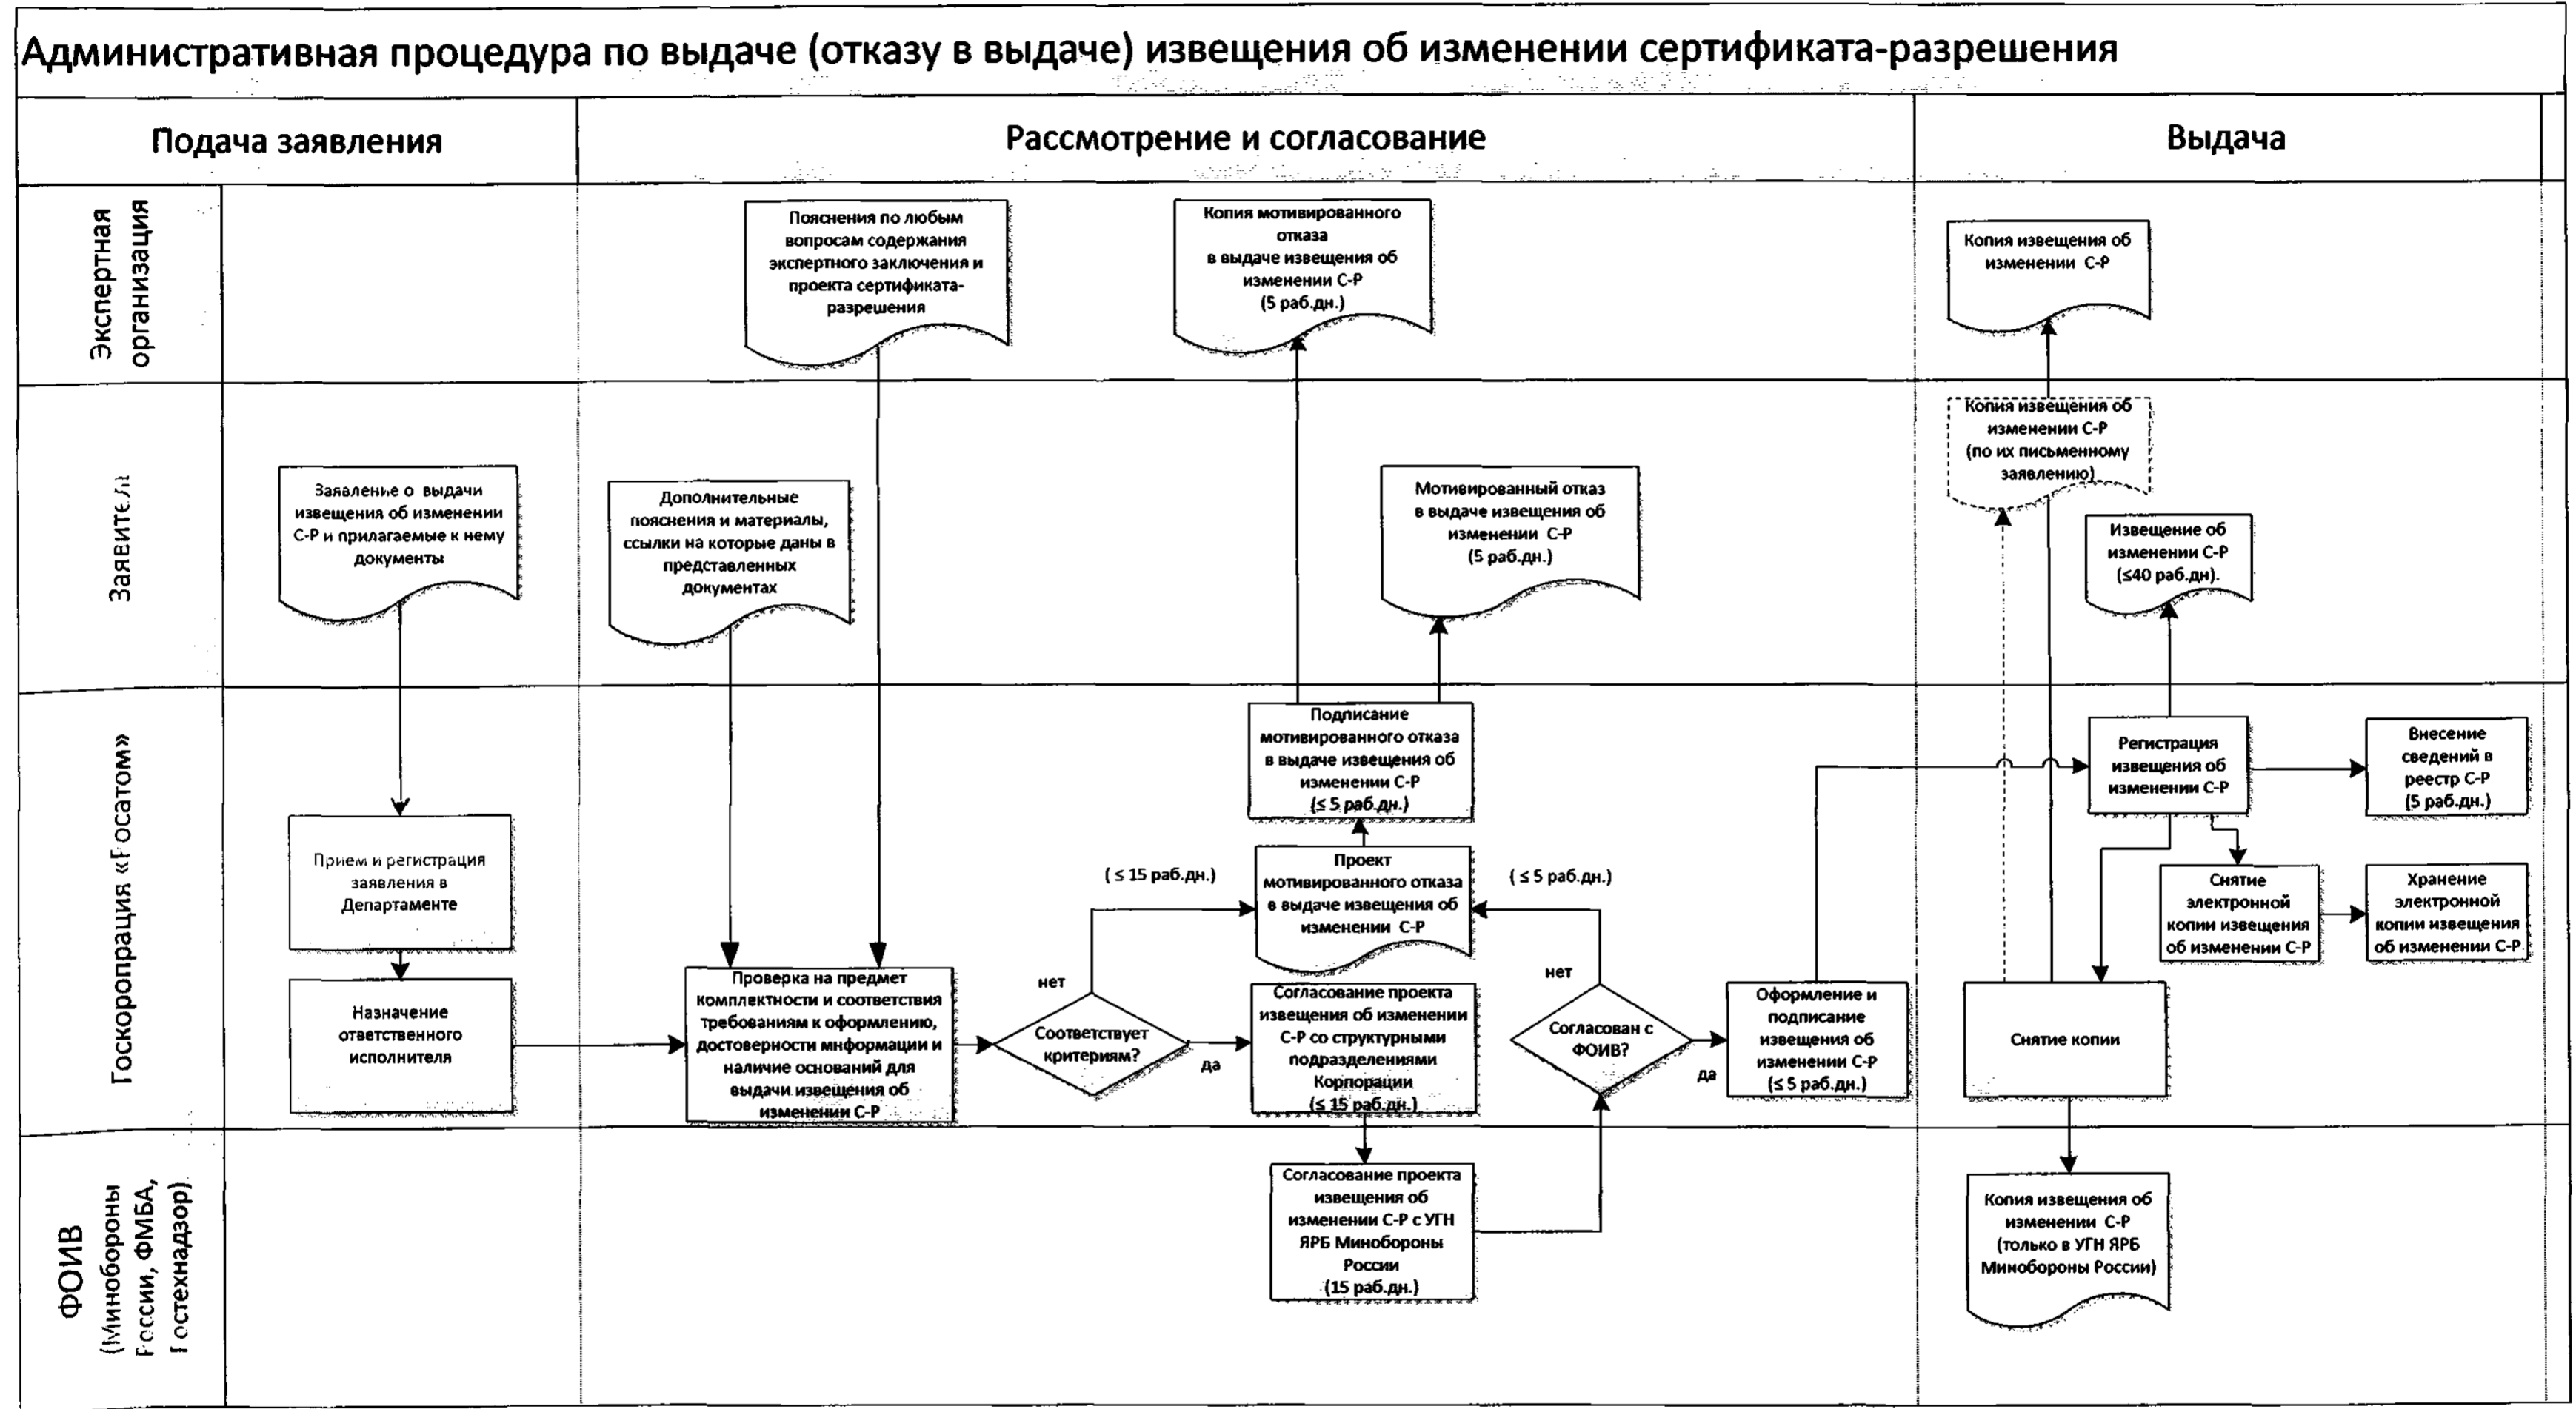 Административная процедура по выдаче (отказу в выдаче) извещения об изменении сертификата-разрешения
Подача заявления
Рассмотрение и согласование
Выдача
Экспертная
организация
Пояснения по любым
вопросам содержания
экспертного заключения и
проекта сертификата-
разрешения
Копия мотивированного
отказа
в выдаче извещения об
изменении С-Р
(5 раб.дн.)
Копия извещения об
изменении С-Р
Заявитель
Заявление о выдачи
извещения об изменении
С-Р и прилагаемые к нему
документы
Дополнительные
пояснения и материалы,
ссылки на которые даны в
представленных
документах
Мотивированный отказ
в выдаче извещения об
изменении С-Р
(5 раб.дн.)
Копия извещения об
изменении С-Р
(по их письменному
заявлению)
Извещение об
изменении С-Р
(≤40 раб.дн).
Госкоропрация «Росатом»
Прием и регистрация
заявления в
Департаменте
Назначение
ответственного
исполнителя
Проверка на предмет
комплектности и соответствия
требованиям к оформлению,
достоверности информации и
наличие оснований для
выдачи извещения об
изменении С-Р
Соответствует
критериям?
нет
да
( ≤ 15 раб.дн.)
Подписание
мотивированного отказа
в выдаче извещения об
изменении С-Р
(≤ 5 раб.дн.)
Проект
мотивированного отказа
в выдаче извещения об
изменении С-Р
( ≤ 5 раб.дн.)
Согласование проекта
извещения об изменении
С-Р со структурными
подразделениями
Корпорации
(≤ 15 раб.дн.)
нет
Согласован с
ФОИВ?
да
Оформление и
подписание
извещения об
изменении С-Р
(≤ 5 раб.дн.)
Регистрация
извещения об
изменении С-Р
Внесение
сведений в
реестр С-Р
(5 раб.дн.)
Снятие
электронной
копии извещения
об изменении С-Р
Хранение
электронной
копии извещения
об изменении С-Р
Снятие копии
ФОИВ
(Минобороны
России, ФМБА,
Гостехнадзор)
Согласование проекта
извещения об
изменении С-Р с УГН
ЯРБ Минобороны
России
(15 раб.дн.)
Копия извещения об
изменении С-Р
(только в УГН ЯРБ
Минобороны России)